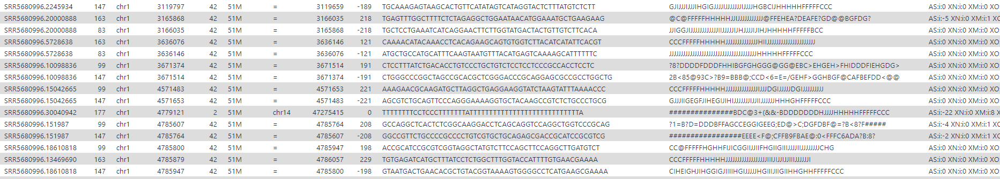 SRR5680996.2245934 147 chr1 3119797 42 51M = 3119659 -189 TGCAAAGAGTAAGCACTGTTCATATAGTCATAGGTACTCTTTATGTCTCTT GJIJJJIJJJIHGIGJJJJIJJJJJJJIJJJJHGBCIJHHHHHFFFFFCCC AS:i:0 XN:i:0 XM:i:0 XO
SRR5680996.20000888 163 chr1 3165868 42 51M = 3166035 218 TGAGTTTGGCTTTTCTCTAGAGGCTGGAATAACATGGAAATGCTGAAGAAG @C@FFFFFHHHHHJJIJJJJJJJJJJJ@FFEHEA?DEAFE?GD@@BGFDG? AS:i:-5 XN:i:0 XM:i:1 XO
SRR5680996.20000888 83 chr1 3166035 42 51M = 3165868 -218 TGCTCCTGAAATCATCAGGAACTTCTTGGTATGACTACTGTTGTCTTCACA JJIGGJIJJJJJJJJJJJJIIJJJJJIJHJJJJIJIHJHHHHHFFFFFBCC AS:i:0 XN:i:0 XM:i:0 XO
SRR5680996.5728638 163 chr1 3636076 42 51M = 3636146 121 CAAAACATACAAACCTCACAGAAGCAGTGTGGTCTTACATCATATTCACGT CCCFFFFFHHHHHJJJJJJJJJJJJJJHIIJJJJJJJJJJJJJJJJJJJJJ AS:i:0 XN:i:0 XM:i:0 XO
SRR5680996.5728638 83 chr1 3636146 42 51M = 3636076 -121 ATGCTGCCATGCATTTCAAGTAATGTTTACATGAGTCAAAAGCATTTTTTC JJJJJJJJJJJJJJJJJJJJJJJJJJJJJJJJJJJJJJHHHHHFFFFFCCC AS:i:0 XN:i:0 XM:i:0 XO
SRR5680996.10098836 99 chr1 3671374 42 51M = 3671514 191 CTCCTTTATCTGACACCTGTCCCTGCTGTCTCCTCCTCCCGCCACCTCCTC ?8?DDDDFDDDFHHIBGFGHGGG@GG@EBC>EHGEH>FHIDDDFIEHGDG> AS:i:0 XN:i:0 XM:i:0 XO
SRR5680996.10098836 147 chr1 3671514 42 51M = 3671374 -191 CTGGGCCCGGCTAGCCGCACGCTCGGGACCCGCAGGAGCGCCGCCTGGCTG 2B<85@93C>?B9=BBB@;CCD<6=E=/GEHF>GGHBGF@CAFBEFDD<@@ AS:i:0 XN:i:0 XM:i:0 XO
SRR5680996.15042665 99 chr1 4571483 42 51M = 4571653 221 AAAGAACGCAAGATGCTTAGGCTGAGGAAGGTATCTAAGTATTTAAAACCC CCCFFFFFHHHHHJJJJJJJJJJJIJJJIJJJDGIJJJJJDGIJJJJJJJJJ AS:i:0 XN:i:0 XM:i:0 XO
SRR5680996.15042665 147 chr1 4571653 42 51M = 4571483 -221 AGCGTCTGCAGTTCCCAGGGAAAAGGTGCTACAAGCCGTCTCTGCCCTGCG GJJJIIGEGFJIHEGIJIHIJJJJJJJJIJJIIJJJJJJHHHGHFFFFFCCC AS:i:0 XN:i:0 XM:i:0 XO
SRR5680996.30040942 177 chr1 4779121 2 51M chr14 47275415 0 TTTTTTTTCCTCCCTTTTTTTATTTTTTTTTTTTTTTTTTTTTTTTTTTTA ###############BDC@3+(&&-BDDDDDDDHJJJJHHHHHFFFFFCCC AS:i:-22 XN:i:0 XM:i:8 X
SRR5680996.151987 99 chr1 4785607 42 51M = 4785764 208 GCCAGGCTCACTCTCGGCAAGGACCTCAGCAGGTCCAGGCTGGTCCCGCAG ?1=B?D=DDDBFFAGCCEGGIGEEG;ED@>C;DGFDBF@=?B<8?F##### AS:i:-4 XN:i:0 XM:i:1 XO
SRR5680996.151987 147 chr1 4785764 42 51M = 4785607 -208 GGCCGTTCTGCCCCGCCCCTGTCGTGCTGCAGAGCGACCGCATCCGCGTCG ################EEEE<F@;CFFB9FBAE@:0<FFFC6ADA?B:8? AS:i:-2 XN:i:0 XM:i:1 XO
SRR5680996.18610818 99 chr1 4785800 42 51M = 4785947 198 ACCGCATCCGCGTCGGTAGGCTATGTCTTCCAGCTTCCAGGCTTGATGTCT CC@FFFFFHGHHFIJICGGIIJJIIFHGIIGIIIJJJJIJJJJJJJJCHG AS:i:0 XN:i:0 XM:i:0 XO
SRR5680996.13469690 163 chr1 4785879 42 51M = 4786057 229 TGTGAGATCATGCTTTATCCTCTGGCTTTGGTACCATTTTGTGAACGAAAA CCCFFFFFHHHHHJJJJJJJJJJJJJJJJJJIIIJIJJIJJIIIJJJJJJI AS:i:0 XN:i:0 XM:i:0 XO
SRR5680996.18610818 147 chr1 4785947 42 51M = 4785800 -198 GTAATGACTGAACACGCTGTACGGTAAAAGTGGGGCCTCATGAAGCGAAAA CIHEIGHJIHGGIGJIIIIHGIJJJJJHGIIIJIIGIIHHGHHFFFFFCCC AS:i:0 XN:i:0 XM:i:0 XO